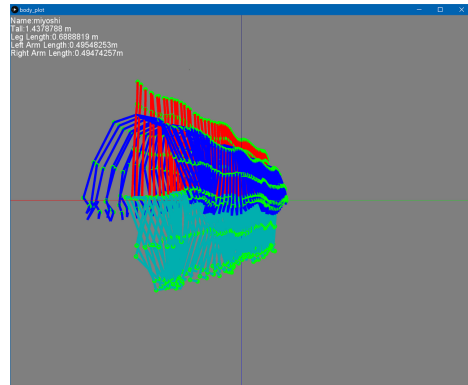 body_plot
Name:miyoshi
Tall:1.4378788 m
Leg Length:0.6888819 m
Left Arm Length:0.49548253m
Right Arm Length:0.49474257m